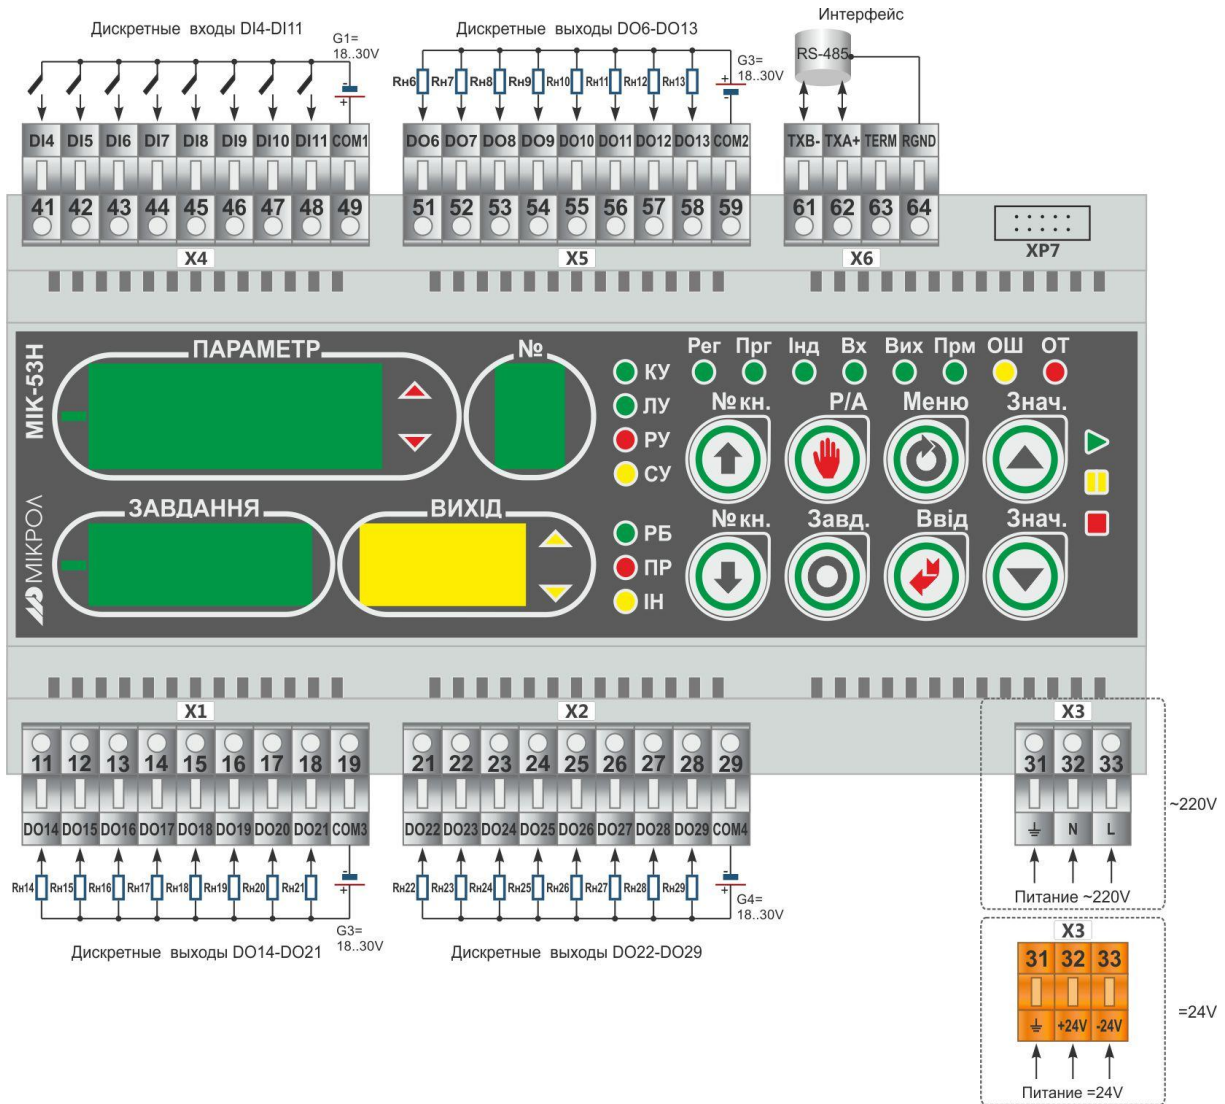 Дискретные входы DI4-DI11
G1=
18..30V
DI4 DI5 DI6 DI7 DI8 DI9 DI10 DI11 COM1
41 42 43 44 45 46 47 48 49
X4
Дискретные выходы DO6-DO13
Rн6 Rн7 Rн8 Rн9 Rн10 Rн11 Rн12 Rн13
G3=
18..30V
DO6 DO7 DO8 DO9 DO10 DO11 DO12 DO13 COM2
51 52 53 54 55 56 57 58 59
X5
Интерфейс
RS-485
TXB- TXA+ TERM RGND
61 62 63 64
X6
XP7
МІК-53Н
МІКРОЛ
ПАРАМЕТР
№
ЗАВДАННЯ
ВИХІД
КУ
ЛУ
РУ
СУ
РБ
ПР
ІН
Рег Прг Інд Вх Вих Прм ОШ ОТ
№ кн. Р/А Меню Знач.
№ кн. Завд. Ввід Знач.
X1
11 12 13 14 15 16 17 18 19
DO14 DO15 DO16 DO17 DO18 DO19 DO20 DO21 COM3
Rн14 Rн15 Rн16 Rн17 Rн18 Rн19 Rн20 Rн21
G3=
18..30V
Дискретные выходы DO14-DO21
X2
21 22 23 24 25 26 27 28 29
DO22 DO23 DO24 DO25 DO26 DO27 DO28 DO29 COM4
Rн22 Rн23 Rн24 Rн25 Rн26 Rн27 Rн28 Rн29
G4=
18..30V
Дискретные выходы DO22-DO29
X3
31 32 33
N L
Питание ~220V
~220V
X3
31 32 33
+24V -24V
Питание =24V
=24V